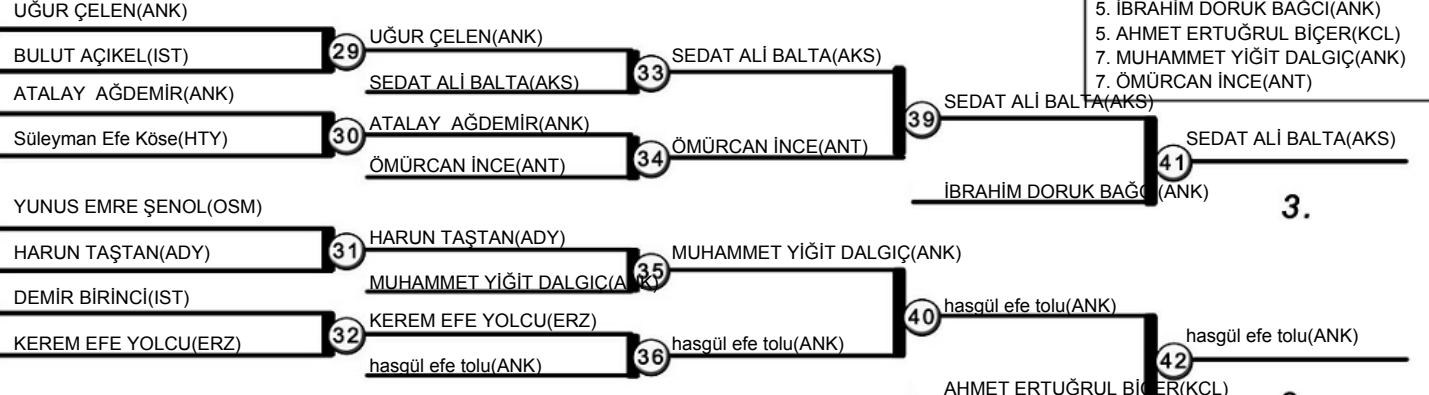 UĞUR ÇELEN(ANK)
BULUT AÇIKEL(IST)
ATALAY AĞDEMİR(ANK)
Süleyman Efe Köse(HTY)
YUNUS EMRE ŞENOL(OSM)
HARUN TAŞTAN(ADY)
DEMİR BİRİNCİ(IST)
KEREM EFE YOLCU(ERZ)
29
30
31
32
UĞUR ÇELEN(ANK)
SEDAT ALİ BALTA(AKS)
ATALAY AĞDEMİR(ANK)
ÖMÜRCAN İNCE(ANT)
HARUN TAŞTAN(ADY)
MUHAMMET YİĞİT DALGIÇ(ANK)
KEREM EFE YOLCU(ERZ)
hasgül efe tolu(ANK)
33
34
35
36
SEDAT ALİ BALTA(AKS)
ÖMÜRCAN İNCE(ANT)
MUHAMMET YİĞİT DALGIÇ(ANK)
hasgül efe tolu(ANK)
39
40
SEDAT ALİ BALTA(AKS)
İBRAHİM DORUK BAĞCI(ANK)
hasgül efe tolu(ANK)
AHMET ERTUĞRUL BİÇER(KCL)
41
42
SEDAT ALİ BALTA(AKS)
3.
hasgül efe tolu(ANK)
5. İBRAHİM DORUK BAĞCI(ANK)
5. AHMET ERTUĞRUL BİÇER(KCL)
7. MUHAMMET YİĞİT DALGIÇ(ANK)
7. ÖMÜRCAN İNCE(ANT)